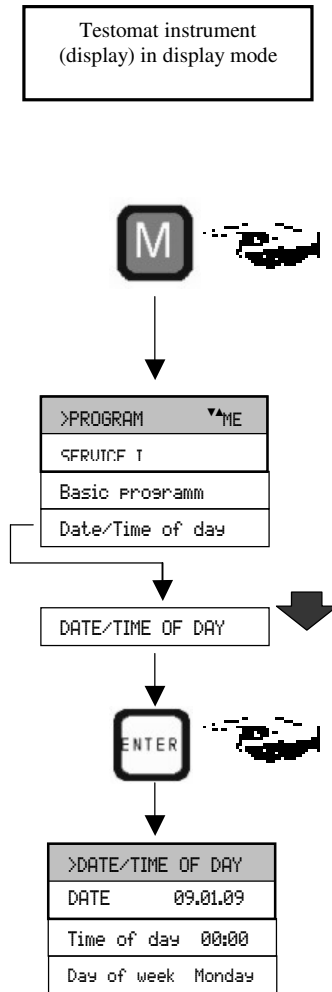 Testomat instrument
(display) in display mode
M
>PROGRAM ▼▲ME
SERVICE I
Basic programm
Date/Time of day
DATE/TIME OF DAY
ENTER
>DATE/TIME OF DAY
DATE 09.01.09
Time of day 00:00
Day of week Monday